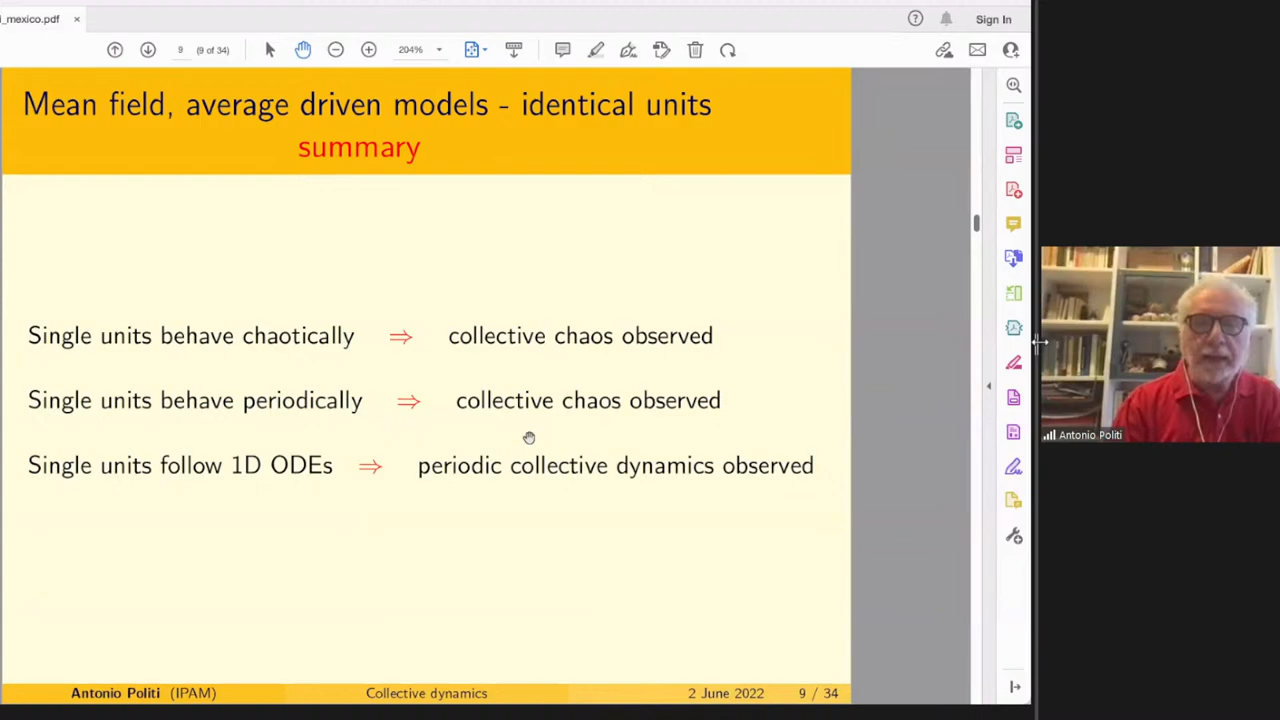 i_mexico.pdf ×
Sign In
9 (9 of 34) 204%
Mean field, average driven models - identical units
summary
Single units behave chaotically ⇒ collective chaos observed
Single units behave periodically ⇒ collective chaos observed
Single units follow 1D ODEs ⇒ periodic collective dynamics observed
Antonio Politi
Antonio Politi (IPAM) Collective dynamics 2 June 2022 9 / 34